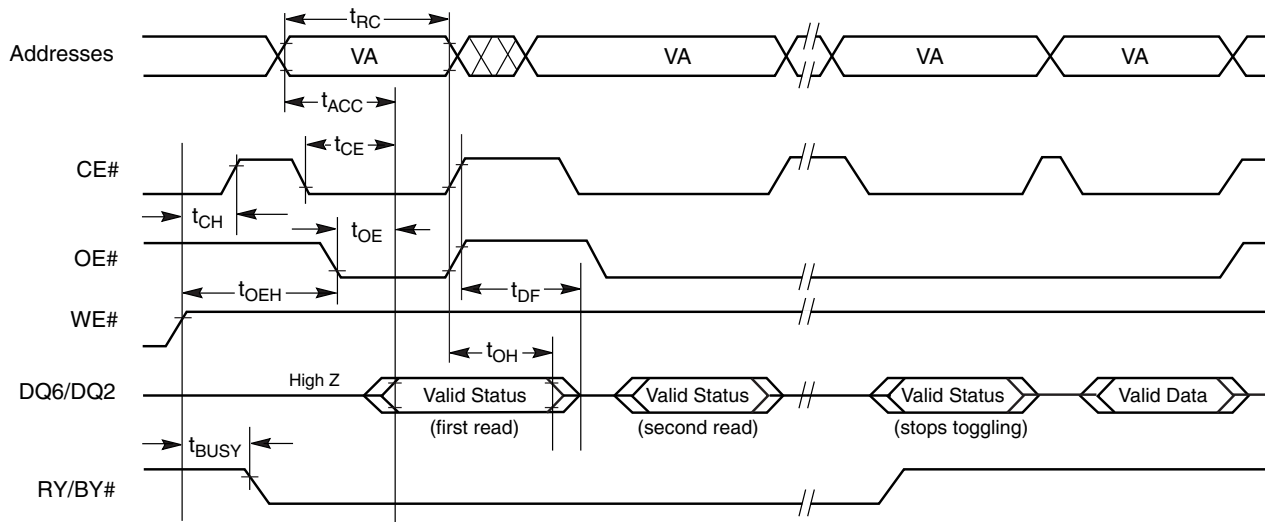 tRC
Addresses VA VA VA VA
tACC
tCE
CE#
tCH tOE
OE#
tOEH tDF
WE#
tOH
DQ6/DQ2 High Z Valid Status Valid Status Valid Status Valid Data
(first read) (second read) (stops toggling)
tBUSY
RY/BY#